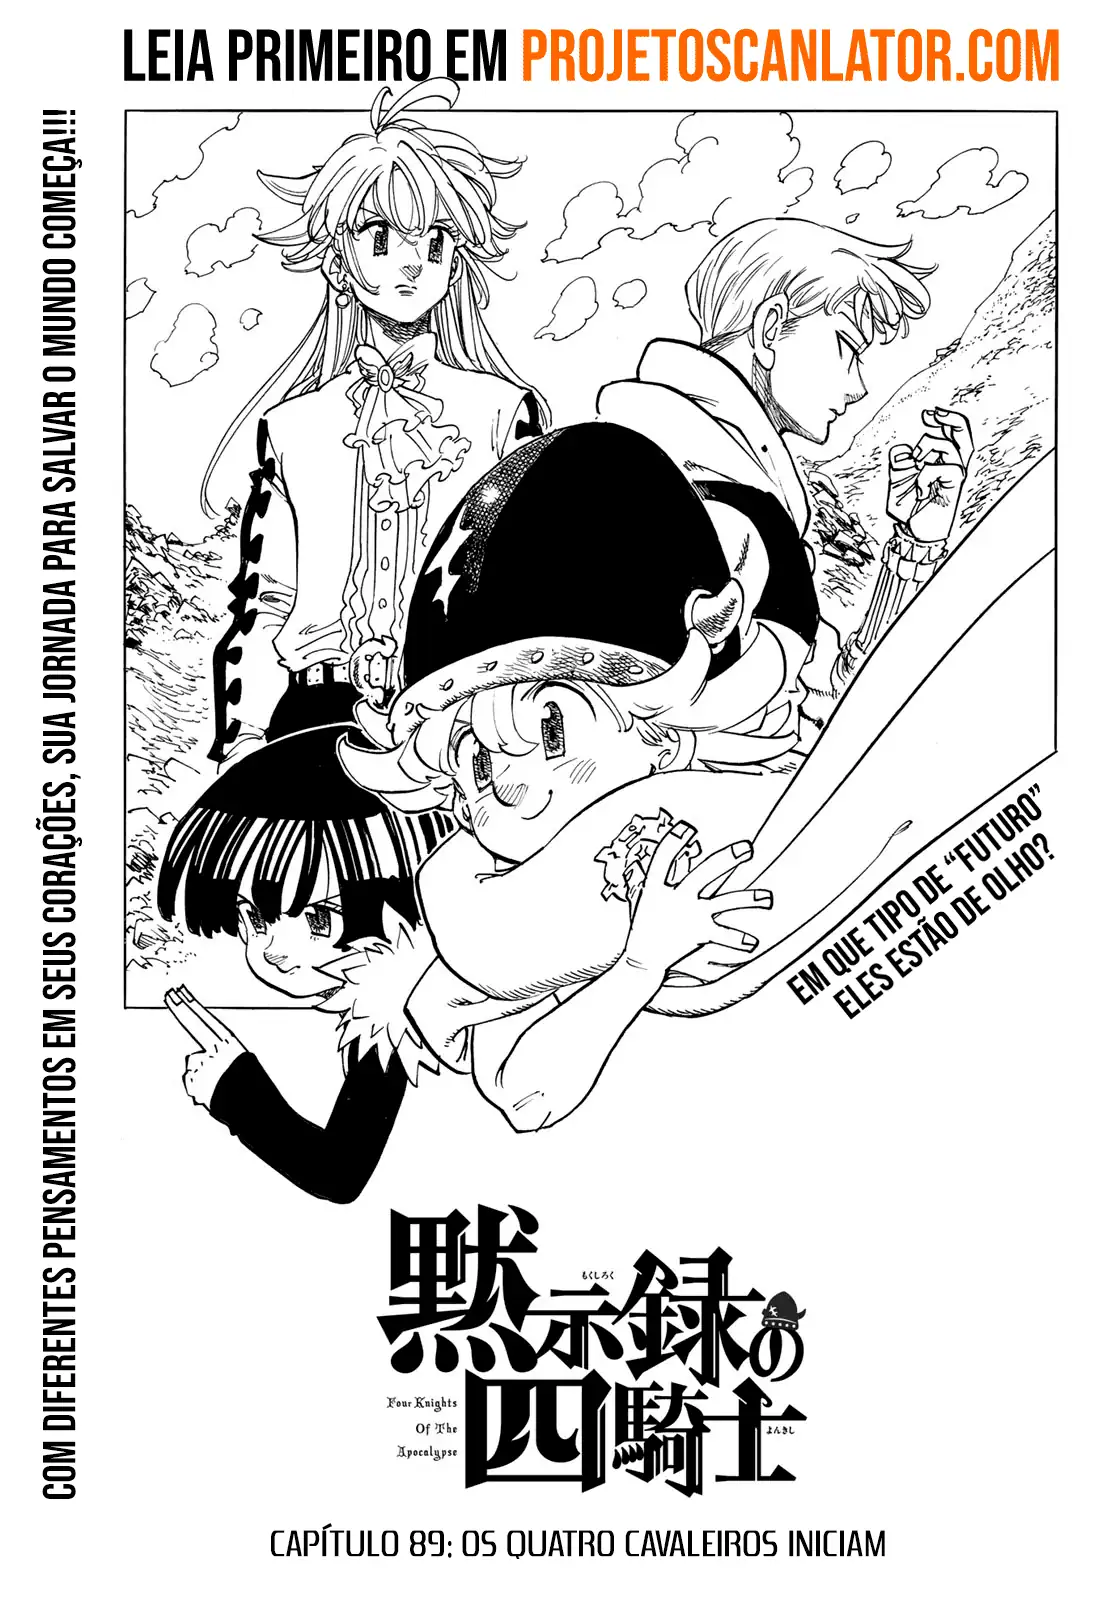 LEIA PRIMEIRO EM PROJETOSCANLATOR.COM
COM DIFERENTES PENSAMENTOS EM SEUS CORAÇÕES, SUA JORNADA PARA SALVAR O MUNDO COMEÇA!!!
EM QUE TIPO DE “FUTURO”
ELES ESTÃO DE OLHO?
もくしろく
黙示録の
Four Knights
Of The
Apocalypse
四騎士
よんきし
CAPÍTULO 89: OS QUATRO CAVALEIROS INICIAM